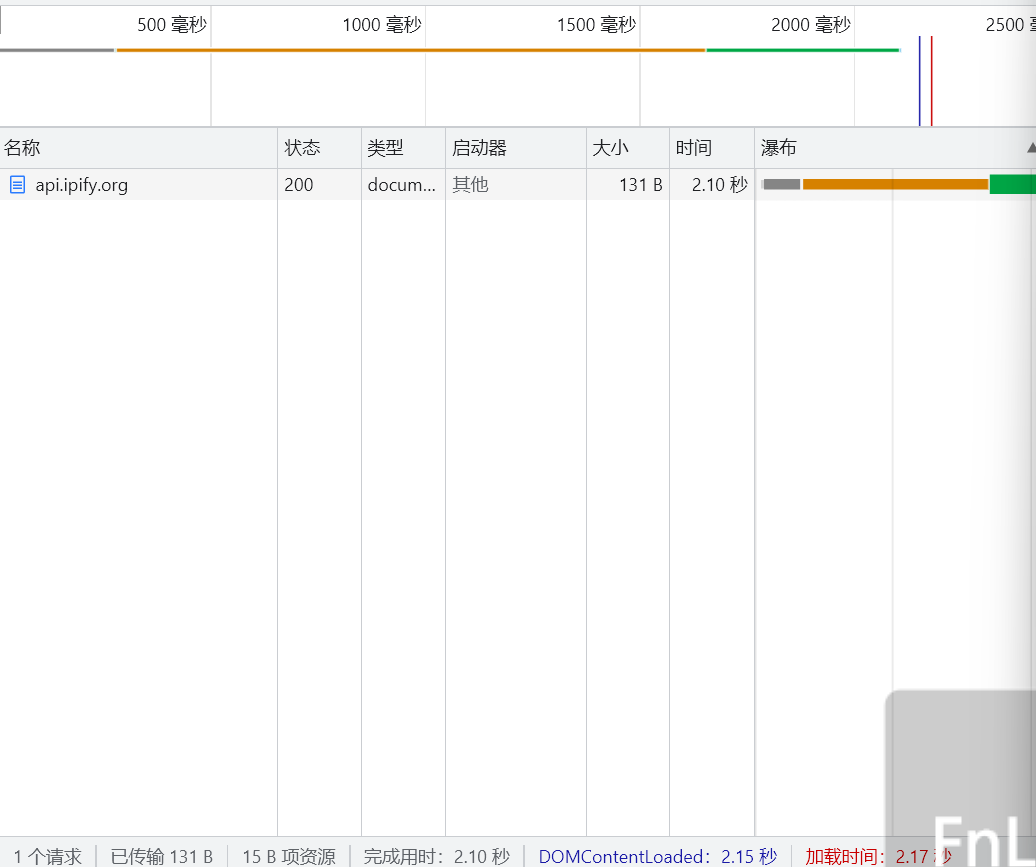 500 毫秒 1000 毫秒 1500 毫秒 2000 毫秒 2500
名称 状态 类型 启动器 大小 时间 瀑布
api.ipify.org 200 docum... 其他 131 B 2.10 秒
1 个请求 已传输 131 B 15 B 项资源 完成用时：2.10 秒 DOMContentLoaded：2.15 秒 加载时间：2.17 秒
FnL